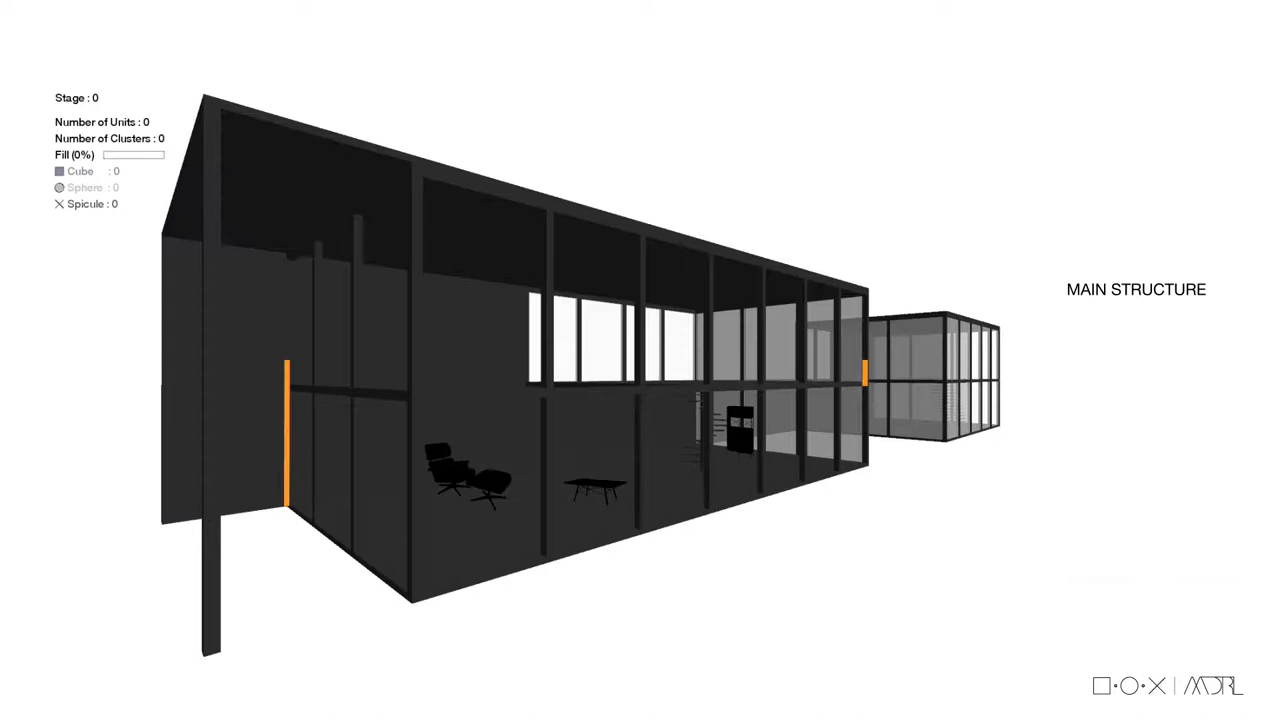 Stage : 0
Number of Units : 0
Number of Clusters : 0
Fill (0%)
Cube : 0
Sphere : 0
Spicule : 0
MAIN STRUCTURE